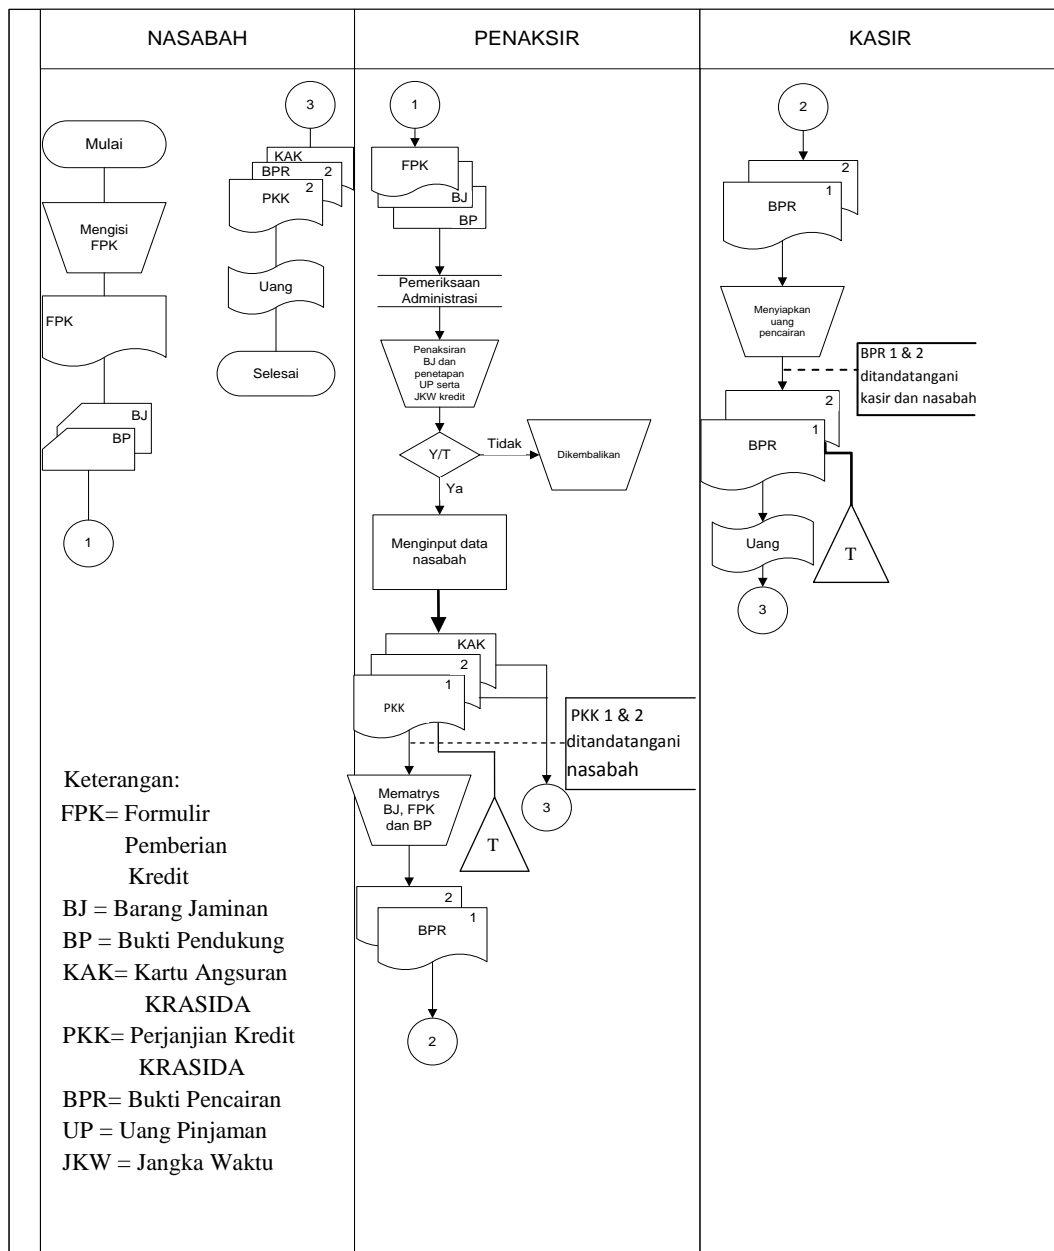 NASABAH
PENAKSIR
KASIR
Mulai
Mengisi
FPK
FPK
BJ
BP
1
3
KAK
BPR 2
2
PKK
Uang
Selesai
1
FPK
BJ
BP
Pemeriksaan
Administrasi
Penaksiran
BJ dan
penetapan
UP serta
JKW kredit
Y/T
Tidak
Dikembalikan
Ya
Menginput data
nasabah
KAK
2
1
PKK
PKK 1 & 2
ditandatangani
nasabah
3
Mematrys
BJ, FPK
dan BP
T
2
1
BPR
2
2
2
1
BPR
Menyiapkan
uang
pencairan
BPR 1 & 2
ditandatangani
kasir dan nasabah
2
1
BPR
Uang
T
3
Keterangan:
FPK= Formulir
Pemberian
Kredit
BJ = Barang Jaminan
BP = Bukti Pendukung
KAK= Kartu Angsuran
KRASIDA
PKK= Perjanjian Kredit
KRASIDA
BPR= Bukti Pencairan
UP = Uang Pinjaman
JKW = Jangka Waktu